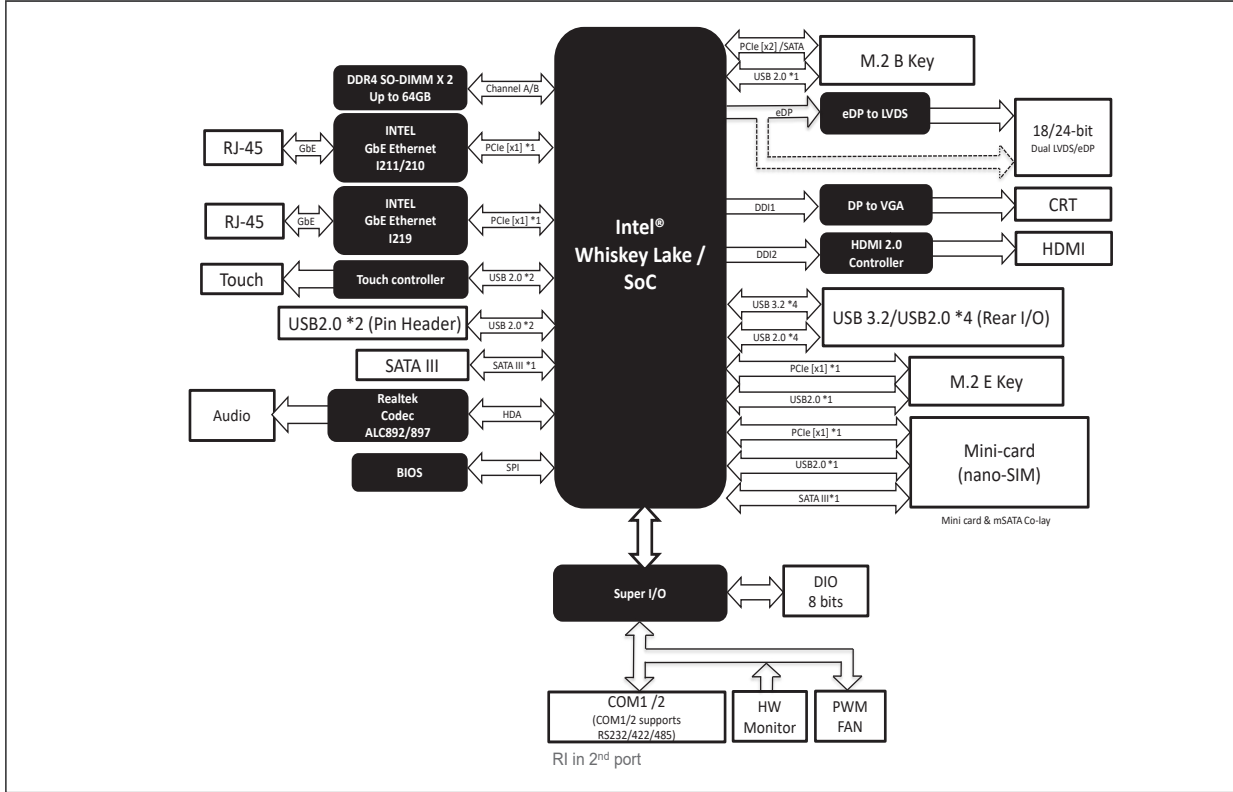 DDR4 SO-DIMM X 2
Up to 64GB
Channel A/B
RJ-45
GbE
INTEL
GbE Ethernet
I211/210
PCIe [x1] *1
RJ-45
GbE
INTEL
GbE Ethernet
I219
PCIe [x1] *1
Touch
Touch controller
USB 2.0 *2
USB2.0 *2 (Pin Header)
USB 2.0 *2
SATA III
SATA III *1
Audio
Realtek
Codec
ALC892/897
HDA
BIOS
SPI
Intel®
Whiskey Lake /
SoC
PCIe [x2] /SATA
USB 2.0 *1
M.2 B Key
eDP
eDP to LVDS
18/24-bit
Dual LVDS/eDP
DDI1
DP to VGA
CRT
DDI2
HDMI 2.0
Controller
HDMI
USB 3.2 *4
USB 2.0 *4
USB 3.2/USB2.0 *4 (Rear I/O)
PCIe [x1] *1
USB2.0 *1
M.2 E Key
PCIe [x1] *1
USB2.0 *1
SATA III*1
Mini-card
(nano-SIM)
Mini card & mSATA Co-lay
Super I/O
DIO
8 bits
COM1 /2
(COM1/2 supports
RS232/422/485)
HW
Monitor
PWM
FAN
RI in 2nd port